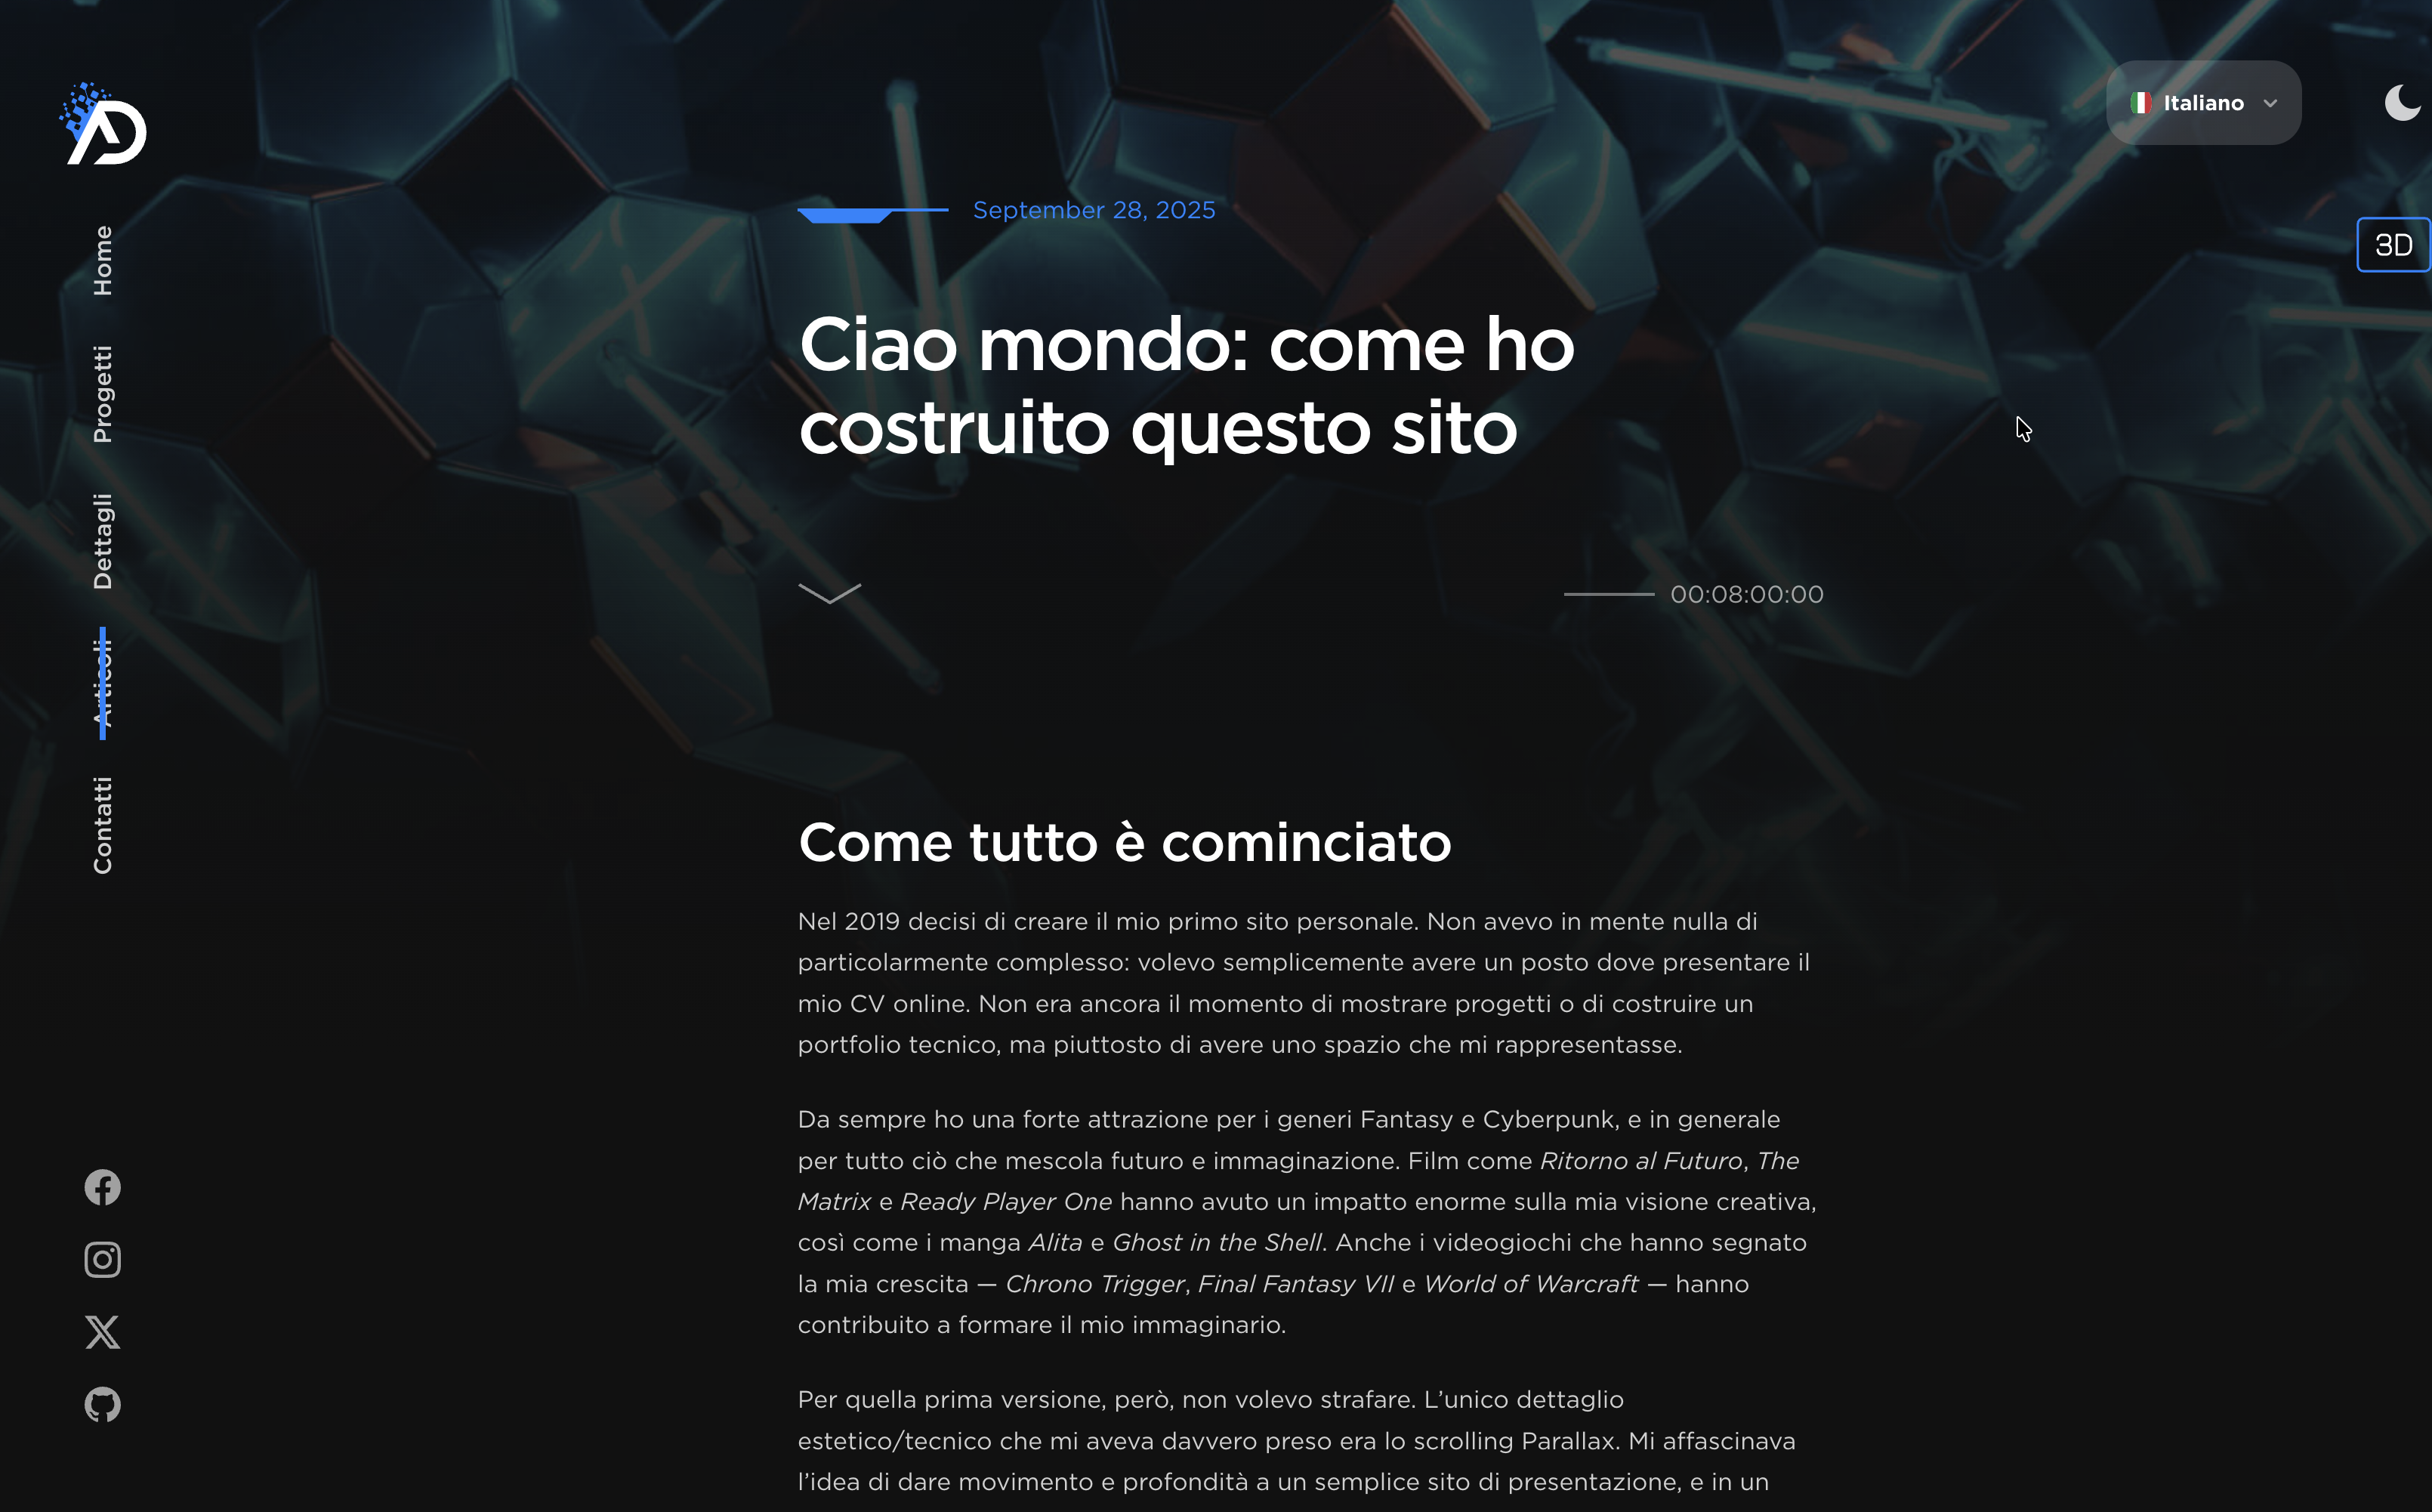 AD
Italiano
3D
Home
Progetti
Dettagli
Articoli
Contatti
September 28, 2025
Ciao mondo: come ho
costruito questo sito
00:08:00:00
Come tutto è cominciato
Nel 2019 decisi di creare il mio primo sito personale. Non avevo in mente nulla di
particolarmente complesso: volevo semplicemente avere un posto dove presentare il
mio CV online. Non era ancora il momento di mostrare progetti o di costruire un
portfolio tecnico, ma piuttosto di avere uno spazio che mi rappresentasse.
Da sempre ho una forte attrazione per i generi Fantasy e Cyberpunk, e in generale
per tutto ciò che mescola futuro e immaginazione. Film come Ritorno al Futuro, The
Matrix e Ready Player One hanno avuto un impatto enorme sulla mia visione creativa,
così come i manga Alita e Ghost in the Shell. Anche i videogiochi che hanno segnato
la mia crescita — Chrono Trigger, Final Fantasy VII e World of Warcraft — hanno
contribuito a formare il mio immaginario.
Per quella prima versione, però, non volevo strafare. L’unico dettaglio
estetico/tecnico che mi aveva davvero preso era lo scrolling Parallax. Mi affascinava
l’idea di dare movimento e profondità a un semplice sito di presentazione, e in un